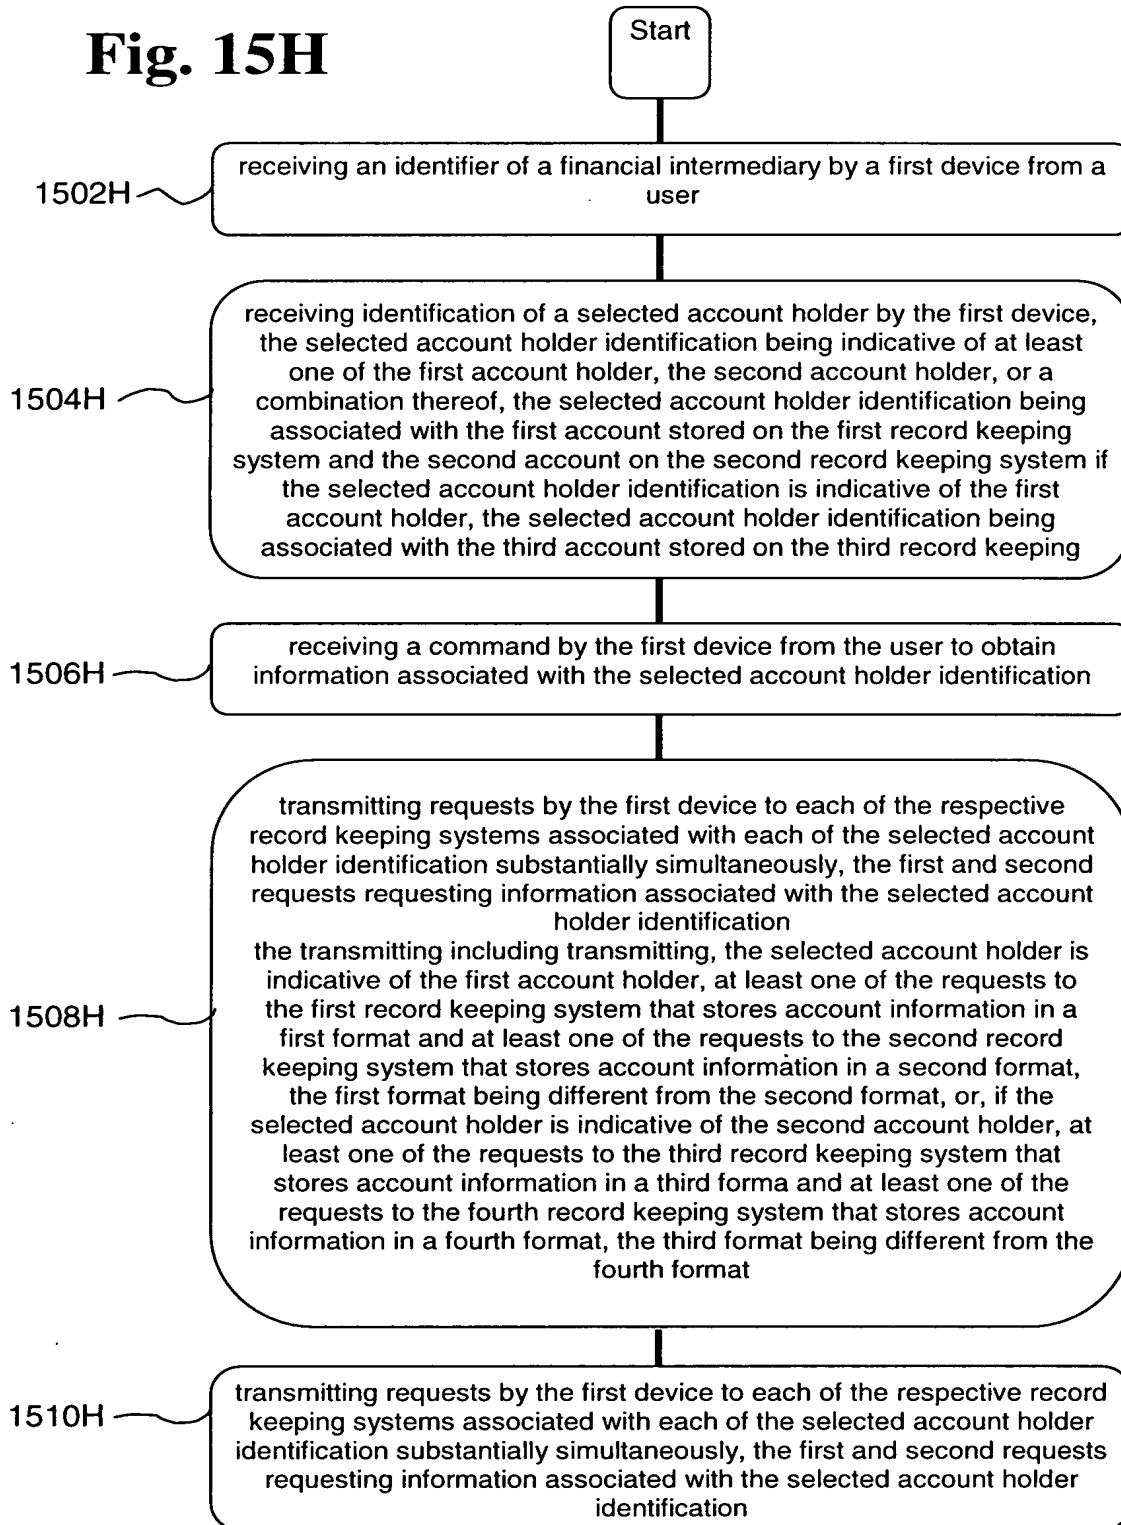 Fig. 15H
Start
1502H
receiving an identifier of a financial intermediary by a first device from a
user
1504H
receiving identification of a selected account holder by the first device,
the selected account holder identification being indicative of at least
one of the first account holder, the second account holder, or a
combination thereof, the selected account holder identification being
associated with the first account stored on the first record keeping
system and the second account on the second record keeping system if
the selected account holder identification is indicative of the first
account holder, the selected account holder identification being
associated with the third account stored on the third record keeping
1506H
receiving a command by the first device from the user to obtain
information associated with the selected account holder identification
1508H
transmitting requests by the first device to each of the respective
record keeping systems associated with each of the selected account
holder identification substantially simultaneously, the first and second
requests requesting information associated with the selected account
holder identification
the transmitting including transmitting, the selected account holder is
indicative of the first account holder, at least one of the requests to
the first record keeping system that stores account information in a
first format and at least one of the requests to the second record
keeping system that stores account information in a second format,
the first format being different from the second format, or, if the
selected account holder is indicative of the second account holder, at
least one of the requests to the third record keeping system that
stores account information in a third forma and at least one of the
requests to the fourth record keeping system that stores account
information in a fourth format, the third format being different from the
fourth format
1510H
transmitting requests by the first device to each of the respective record
keeping systems associated with each of the selected account holder
identification substantially simultaneously, the first and second requests
requesting information associated with the selected account holder
identification